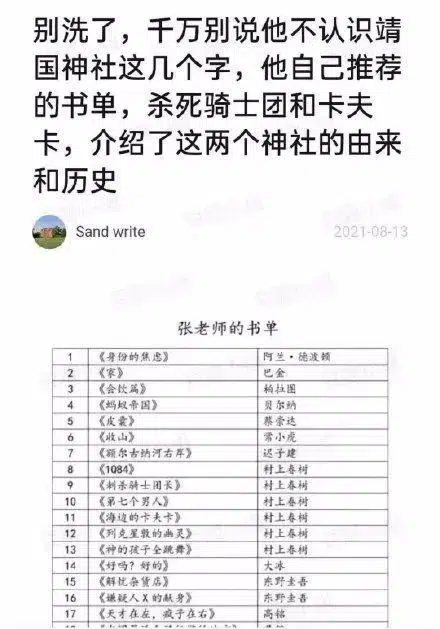 别洗了，千万别说他不认识靖
国神社这几个字，他自己推荐
的书单，杀死骑士团和卡夫
卡，介绍了这两个神社的由来
和历史
Sand write 2021-08-13
张老师的书单
1 《身份的焦虑》 阿兰·德波顿
2 《家》 巴金
3 《会饮篇》 柏拉图
4 《蚂蚁帝国》 贝尔纳
5 《皮囊》 蔡崇达
6 《收山》 常小虎
7 《额尔古纳河右岸》 迟子建
8 《1084》 村上春树
9 《刺杀骑士团长》 村上春树
10 《第七个男人》 村上春树
11 《海边的卡夫卡》 村上春树
12 《列克星敦的幽灵》 村上春树
13 《神的孩子全跳舞》 村上春树
14 《好吗？好的》 大冰
15 《解忧杂货店》 东野圭吾
16 《嫌疑人X的献身》 东野圭吾
17 《天才在左，疯子在右》 高铭